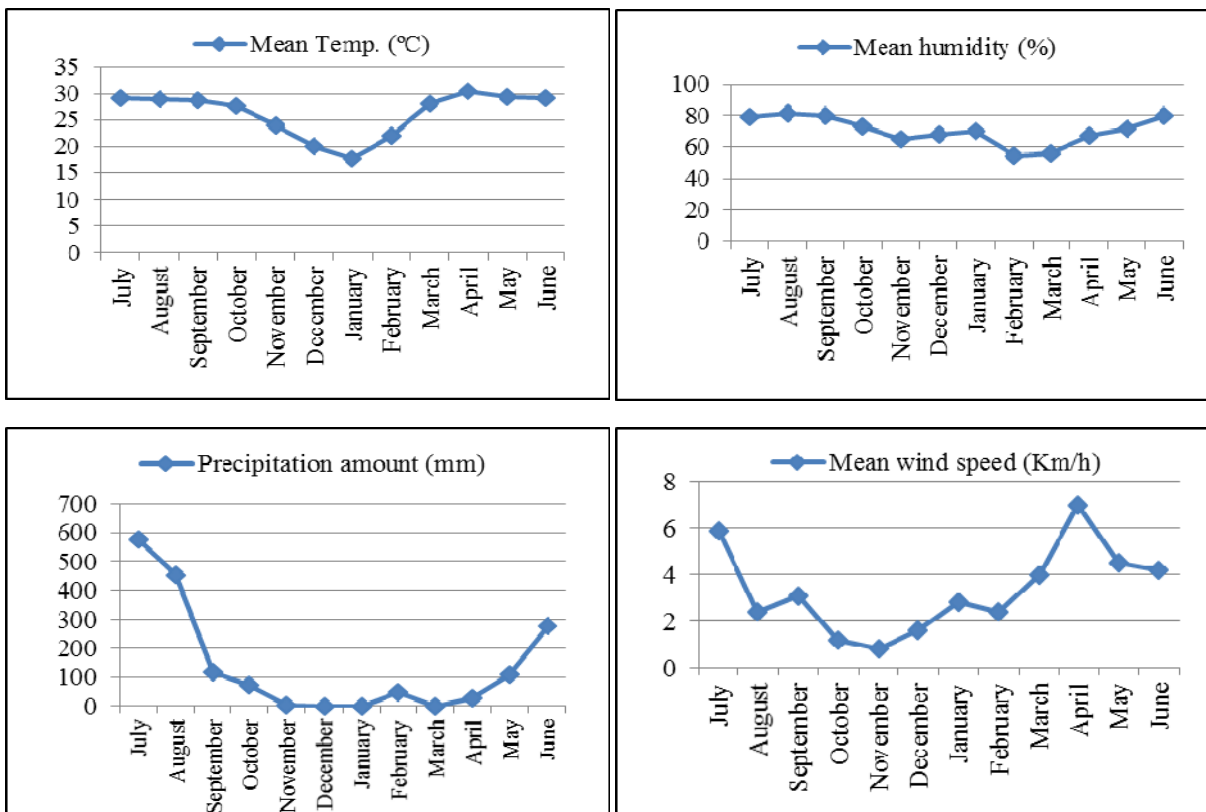 Mean Temp. (ºC)
35
30
25
20
15
10
5
0
July
August
September
October
November
December
January
February
March
April
May
June
Mean humidity (%)
100
80
60
40
20
0
July
August
September
October
November
December
January
February
March
April
May
June
Precipitation amount (mm)
700
600
500
400
300
200
100
0
July
August
September
October
November
December
January
February
March
April
May
June
Mean wind speed (Km/h)
8
6
4
2
0
July
August
September
October
November
December
January
February
March
April
May
June